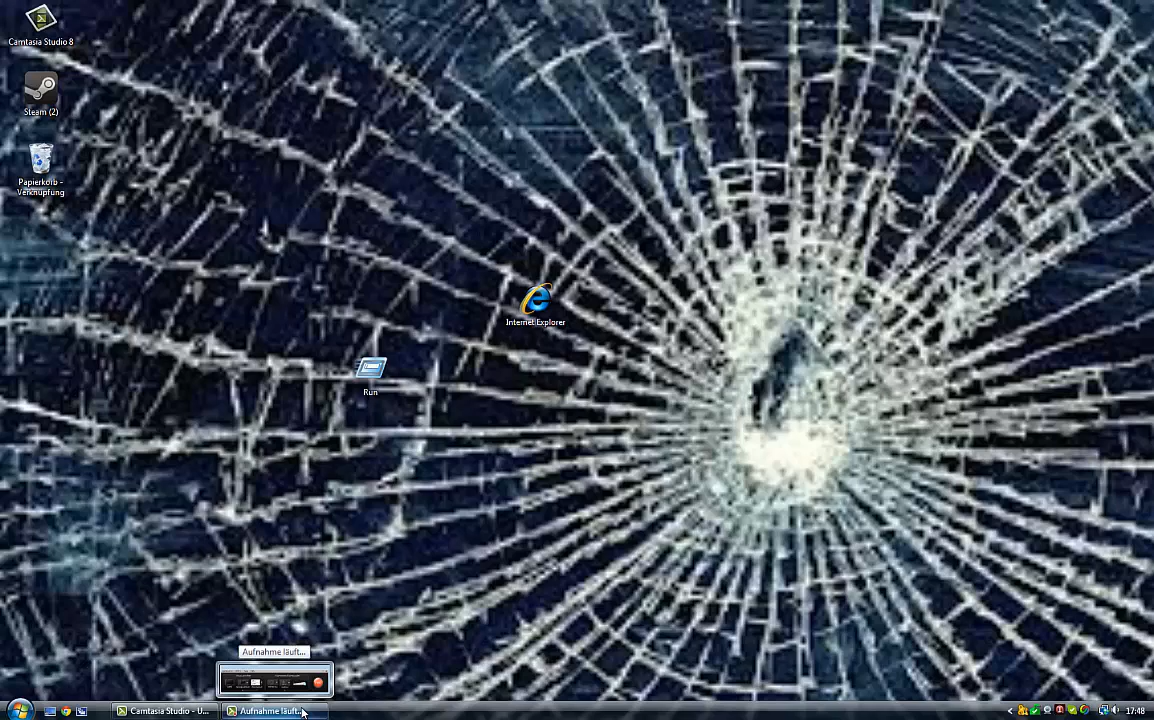 Camtasia Studio 8
Steam (2)
Papierkorb -
Verknüpfung
Internet Explorer
Run
Aufnahme läuft...
Camtasia Studio - U...
Aufnahme läuft...
17:48